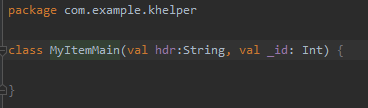 package com.example.khelper
class MyItemMain(val hdr:String, val _id: Int) {
}